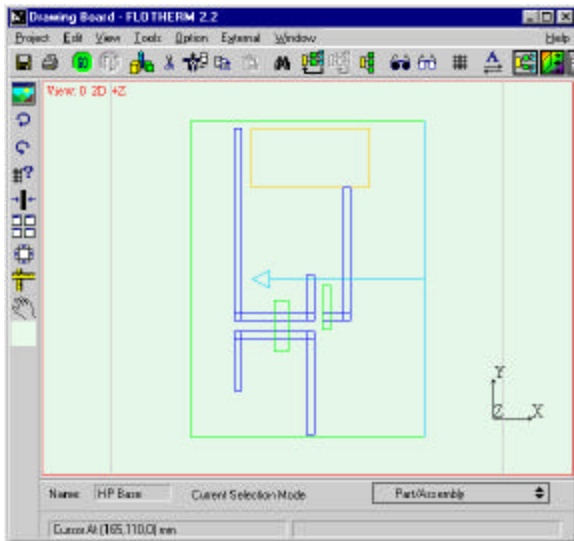 Drawing Board - FLOTHERM 2.2
Project Edit View Tools Option External Window Help
View: 0 2D +Z
Y
Z X
Name: HP Base Current Selection Mode Part/Assembly
Cursor At (165,110,0) mm